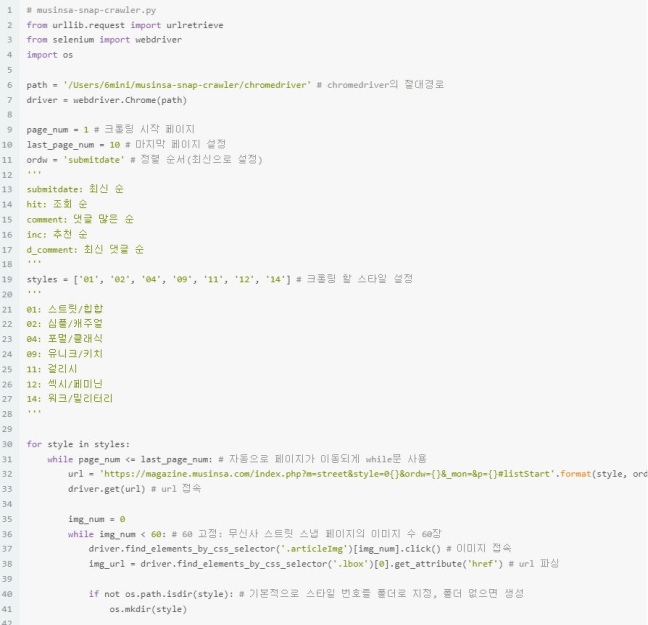 1 # musinsa-snap-crawler.py
2 from urllib.request import urlretrieve
3 from selenium import webdriver
4 import os
5
6 path = '/Users/6mini/musinsa-snap-crawler/chromedriver' # chromedriver의 절대경로
7 driver = webdriver.Chrome(path)
8
9 page_num = 1 # 크롤링 시작 페이지
10 last_page_num = 10 # 마지막 페이지 설정
11 ordw = 'submitdate' # 정렬 순서(최신으로 설정)
12 '''
13 submitdate: 최신 순
14 hit: 조회 순
15 comment: 댓글 많은 순
16 inc: 추천 순
17 d_comment: 최신 댓글 순
18 '''
19 styles = ['01', '02', '04', '09', '11', '12', '14'] # 크롤링 할 스타일 설정
20 '''
21 01: 스트릿/힙합
22 02: 심플/캐주얼
23 04: 포멀/클래식
24 09: 유니크/키치
25 11: 걸리시
26 12: 섹시/페미닌
27 14: 워크/밀리터리
28 '''
29
30 for style in styles:
31 while page_num <= last_page_num: # 자동으로 페이지가 이동되게 while문 사용
32 url = 'https://magazine.musinsa.com/index.php?m=street&style=0{}&ordw={}&_mon=&p={}#listStart'.format(style, ord
33 driver.get(url) # url 접속
34
35 img_num = 0
36 while img_num < 60: # 60 고정: 무신사 스트릿 스냅 페이지의 이미지 수 60장
37 driver.find_elements_by_css_selector('.articleImg')[img_num].click() # 이미지 접속
38 img_url = driver.find_elements_by_css_selector('.lbox')[0].get_attribute('href') # url 파싱
39
40 if not os.path.isdir(style): # 기본적으로 스타일 번호를 폴더로 지정, 폴더 없으면 생성
41 os.mkdir(style)
42